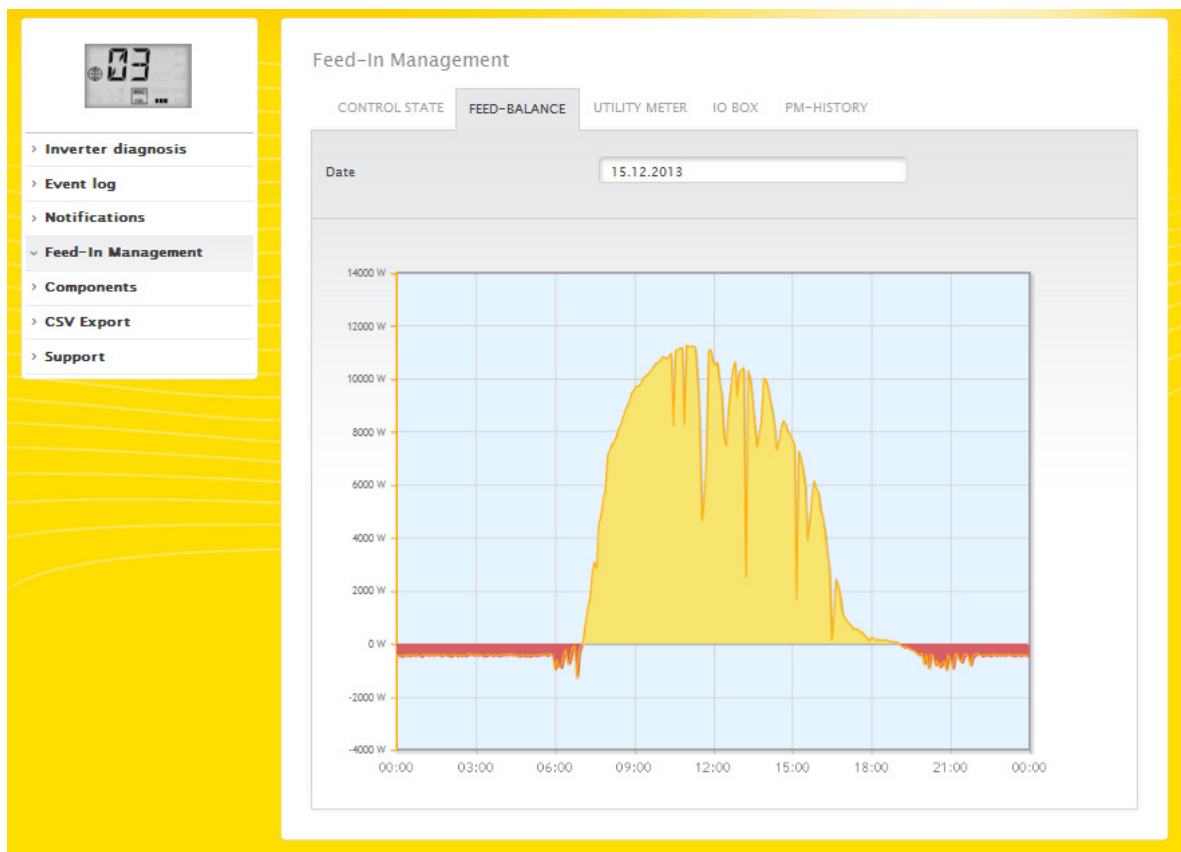 03
Inverter diagnosis
Event log
Notifications
Feed-In Management
Components
CSV Export
Support
Feed-In Management
CONTROL STATE FEED-BALANCE UTILITY METER IO BOX PM-HISTORY
Date 15.12.2013
14000 W
12000 W
10000 W
8000 W
6000 W
4000 W
2000 W
0 W
-2000 W
-4000 W
00:00 03:00 06:00 09:00 12:00 15:00 18:00 21:00 00:00